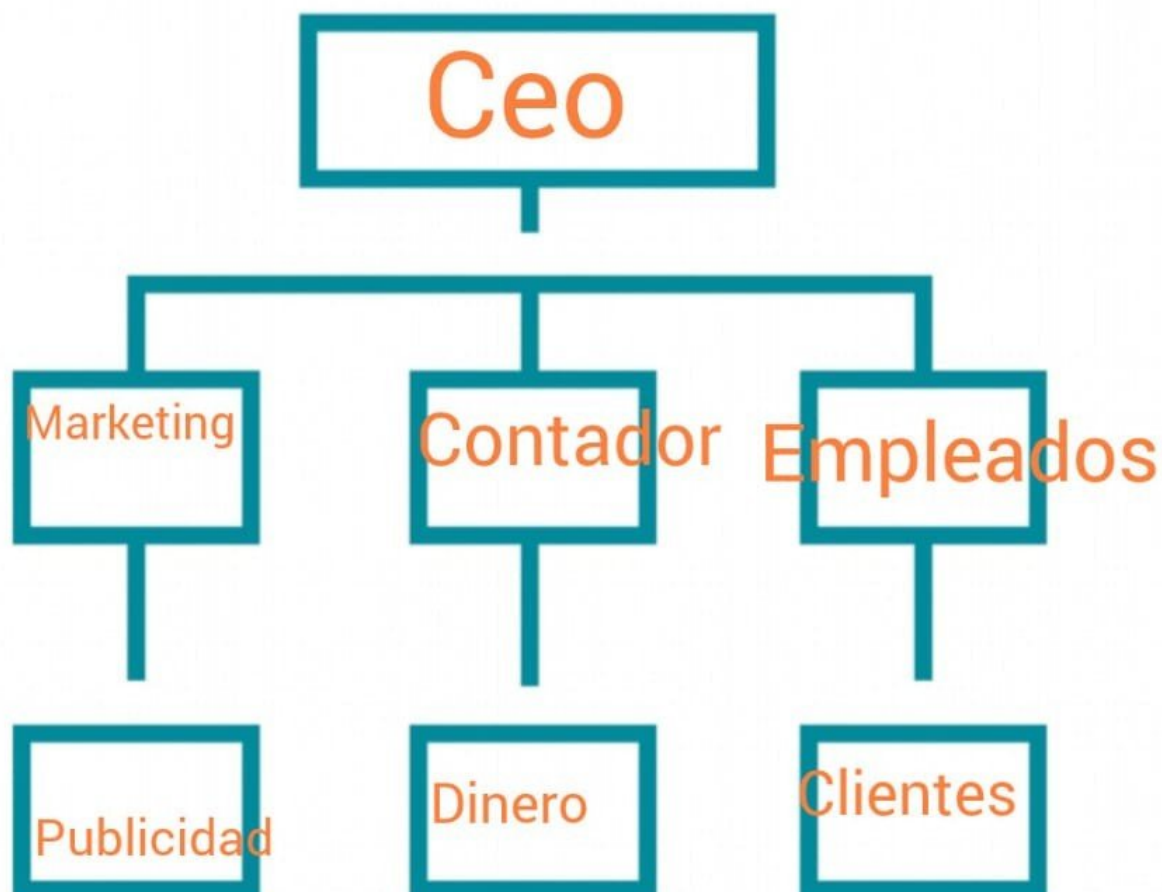 Ceo
Marketing
Contador
Empleados
Publicidad
Dinero
Clientes